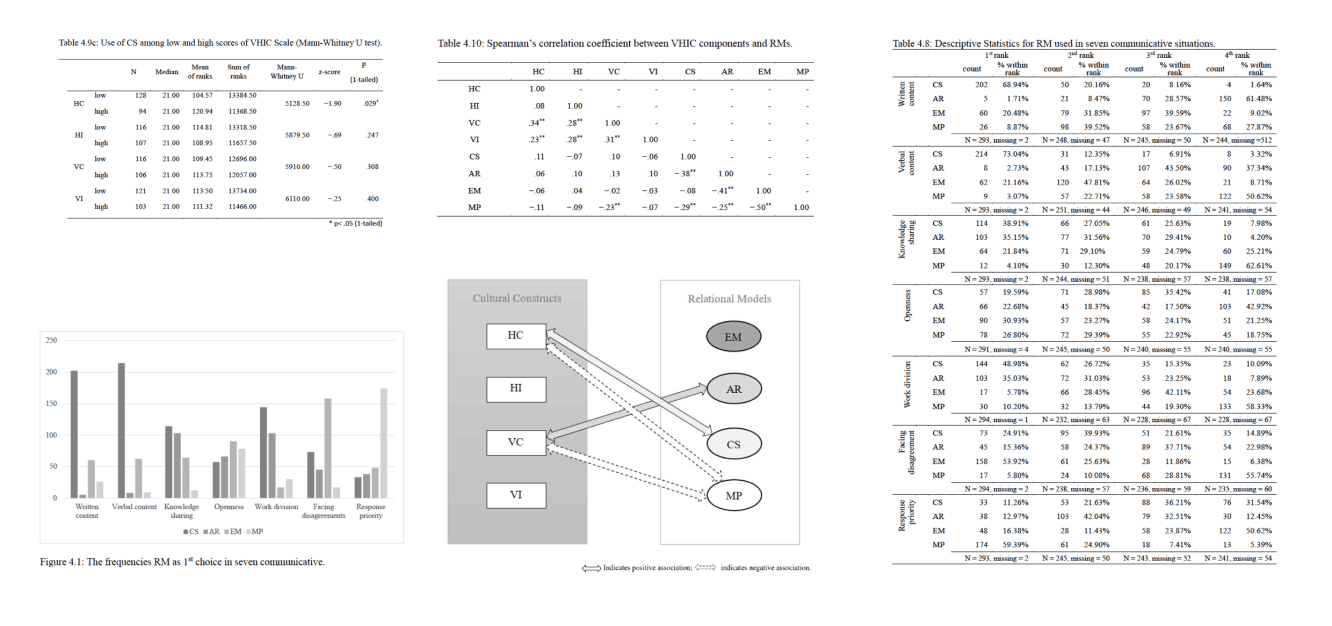 Table 4.9c: Use of CS among low and high scores of VHIC Scale (Mann-Whitney U test).
N Median Mean of ranks Sum of ranks Mann-Whitney U z-score P (1-tailed)
HC low 128 21.00 104.57 13384.50 5128.50 −1.90 .029*
high 94 21.00 120.94 11368.50
HI low 116 21.00 114.81 13318.50 5879.50 −.69 .247
high 107 21.00 108.95 11657.50
VC low 116 21.00 109.45 12696.00 5910.00 −.50 .308
high 106 21.00 113.75 12057.00
VI low 121 21.00 113.50 13734.00 6110.00 −.25 .400
high 103 21.00 111.32 11466.00
* p< .05 (1-tailed)
Table 4.10: Spearman's correlation coefficient between VHIC components and RMs.
HC HI VC VI CS AR EM MP
HC 1.00 - - - - - - -
HI .08 1.00 - - - - - -
VC .34** .28** 1.00 - - - - -
VI .23** .28** .31** 1.00 - - - -
CS .11 −.07 .10 −.06 1.00 - - -
AR .06 .10 .13 .10 −.38** 1.00 - -
EM −.06 .04 −.02 −.03 −.08 −.41** 1.00 -
MP −.11 −.09 −.23** −.07 −.29** −.25** −.50** 1.00
Table 4.8: Descriptive Statistics for RM used in seven communicative situations.
1st rank 2nd rank 3rd rank 4th rank
count % within rank count % within rank count % within rank count % within rank
Written content
CS 202 68.94% 50 20.16% 20 8.16% 4 1.64%
AR 5 1.71% 21 8.47% 70 28.57% 150 61.48%
EM 60 20.48% 79 31.85% 97 39.59% 22 9.02%
MP 26 8.87% 98 39.52% 58 23.67% 68 27.87%
N = 293, missing = 2 N = 248, missing = 47 N = 245, missing = 50 N = 244, missing =512
Verbal content
CS 214 73.04% 31 12.35% 17 6.91% 8 3.32%
AR 8 2.73% 43 17.13% 107 43.50% 90 37.34%
EM 62 21.16% 120 47.81% 64 26.02% 21 8.71%
MP 9 3.07% 57 22.71% 58 23.58% 122 50.62%
N = 293, missing = 2 N = 251, missing = 44 N = 246, missing = 49 N = 241, missing = 54
Knowledge sharing
CS 114 38.91% 66 27.05% 61 25.63% 19 7.98%
AR 103 35.15% 77 31.56% 70 29.41% 10 4.20%
EM 64 21.84% 71 29.10% 59 24.79% 60 25.21%
MP 12 4.10% 30 12.30% 48 20.17% 149 62.61%
N = 293, missing = 2 N = 244, missing = 51 N = 238, missing = 57 N = 238, missing = 57
Openness
CS 57 19.59% 71 28.98% 85 35.42% 41 17.08%
AR 66 22.68% 45 18.37% 42 17.50% 103 42.92%
EM 90 30.93% 57 23.27% 58 24.17% 51 21.25%
MP 78 26.80% 72 29.39% 55 22.92% 45 18.75%
N = 291, missing = 4 N = 245, missing = 50 N = 240, missing = 55 N = 240, missing = 55
Work division
CS 144 48.98% 62 26.72% 35 15.35% 23 10.09%
AR 103 35.03% 72 31.03% 53 23.25% 18 7.89%
EM 17 5.78% 66 28.45% 96 42.11% 54 23.68%
MP 30 10.20% 32 13.79% 44 19.30% 133 58.33%
N = 294, missing = 1 N = 232, missing = 63 N = 228, missing = 67 N = 228, missing = 67
Facing disagreement
CS 73 24.91% 95 39.93% 51 21.61% 35 14.89%
AR 45 15.36% 58 24.37% 89 37.71% 54 22.98%
EM 158 53.92% 61 25.63% 28 11.86% 15 6.38%
MP 17 5.80% 24 10.08% 68 28.81% 131 55.74%
N = 294, missing = 2 N = 238, missing = 57 N = 236, missing = 59 N = 235, missing = 60
Response priority
CS 33 11.26% 53 21.63% 88 36.21% 76 31.54%
AR 38 12.97% 103 42.04% 79 32.51% 30 12.45%
EM 48 16.38% 28 11.43% 58 23.87% 122 50.62%
MP 174 59.39% 61 24.90% 18 7.41% 13 5.39%
N = 293, missing = 2 N = 245, missing = 50 N = 243, missing = 52 N = 241, missing = 54
250
200
150
100
50
0
Written content Verbal content Knowledge sharing Openness Work division Facing disagreements Response priority
CS AR EM MP
Figure 4.1: The frequencies RM as 1st choice in seven communicative.
Cultural Constructs
HC
HI
VC
VI
Relational Models
EM
AR
CS
MP
Indicates positive association; indicates negative association.